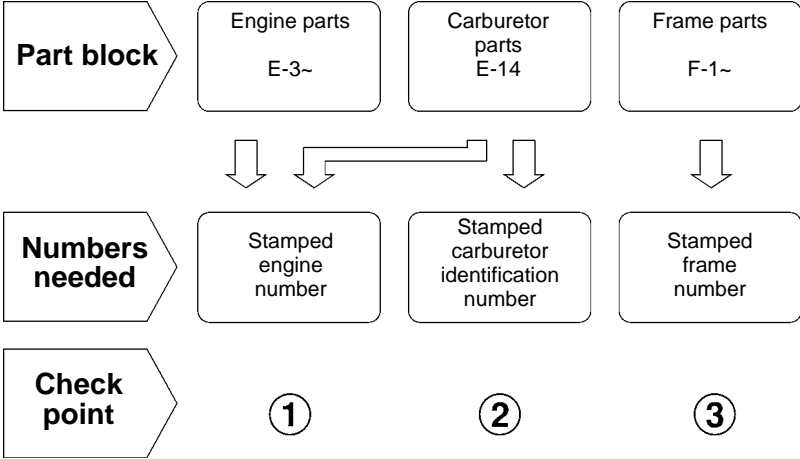 Part block
Engine parts
E-3~
Carburetor
parts
E-14
Frame parts
F-1~
Numbers
needed
Stamped
engine
number
Stamped
carburetor
identification
number
Stamped
frame
number
Check
point
①
②
③